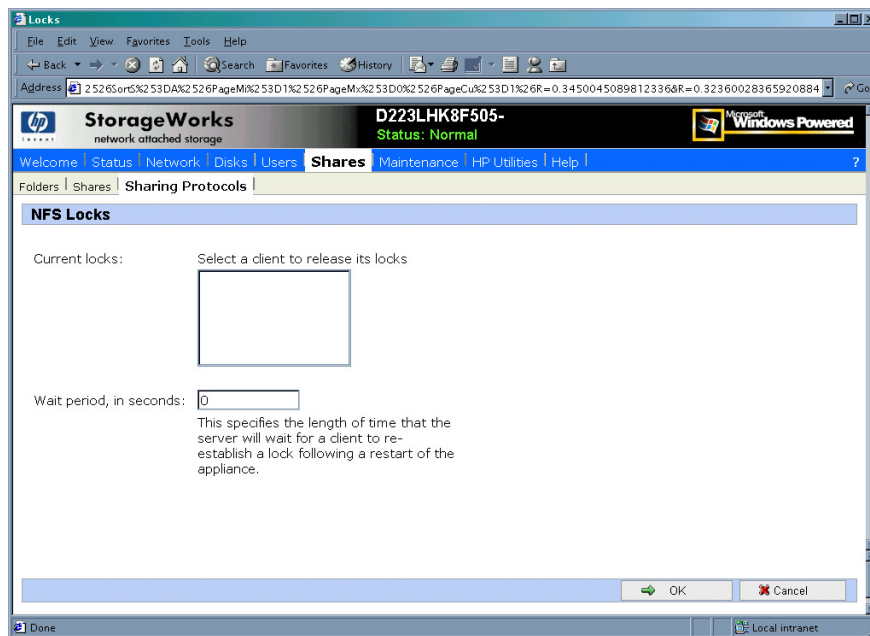 Locks
File Edit View Favorites Tools Help
Back Search Favorites History
Address 2526SortS%253DA%2526PageMi%253D1%2526PageMx%253D0%2526PageCu%253D1%26R=0.3450045089812336&R=0.32360028365920884 Go
hp StorageWorks D223LHK8F505- Microsoft Windows Powered
invent network attached storage Status: Normal
Welcome Status Network Disks Users Shares Maintenance HP Utilities Help ?
Folders Shares Sharing Protocols
NFS Locks
Current locks: Select a client to release its locks
Wait period, in seconds: 0
This specifies the length of time that the
server will wait for a client to re-
establish a lock following a restart of the
appliance.
OK Cancel
Done Local intranet